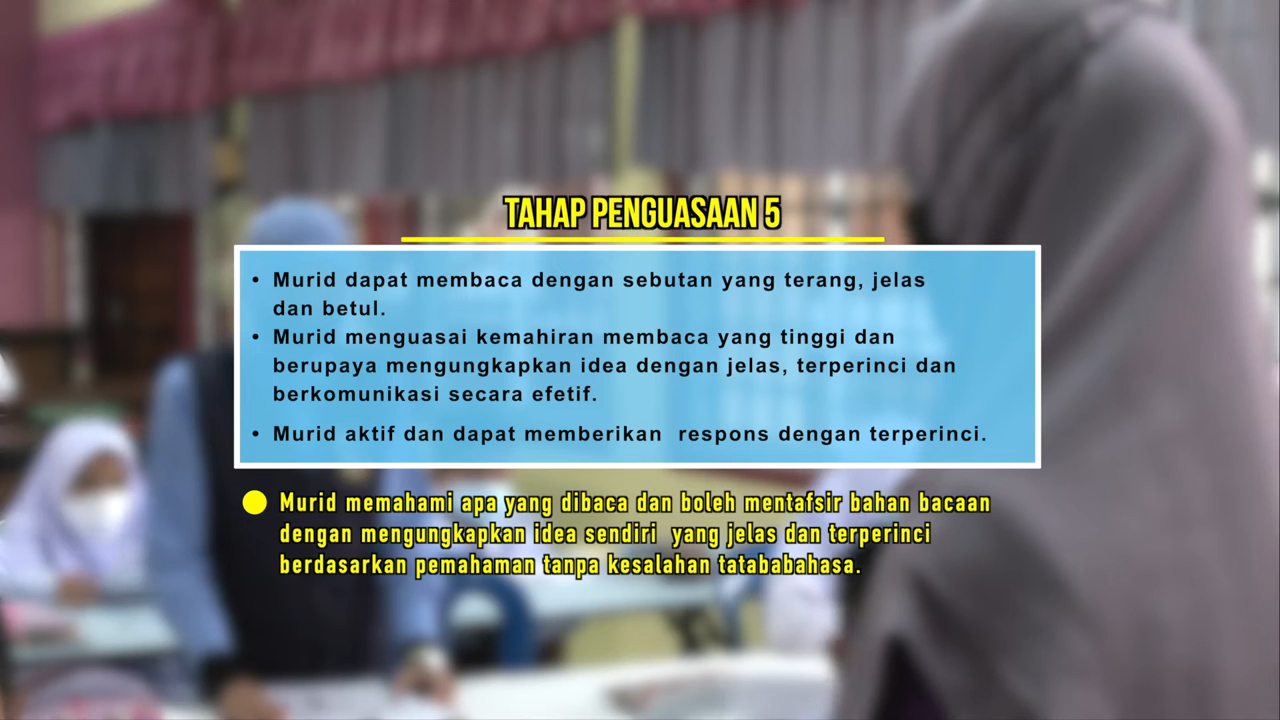 TAHAP PENGUASAAN 5
• Murid dapat membaca dengan sebutan yang terang, jelas
dan betul.
• Murid menguasai kemahiran membaca yang tinggi dan
berupaya mengungkapkan idea dengan jelas, terperinci dan
berkomunikasi secara efetif.
• Murid aktif dan dapat memberikan respons dengan terperinci.
Murid memahami apa yang dibaca dan boleh mentafsir bahan bacaan
dengan mengungkapkan idea sendiri yang jelas dan terperinci
berdasarkan pemahaman tanpa kesalahan tatababahasa.